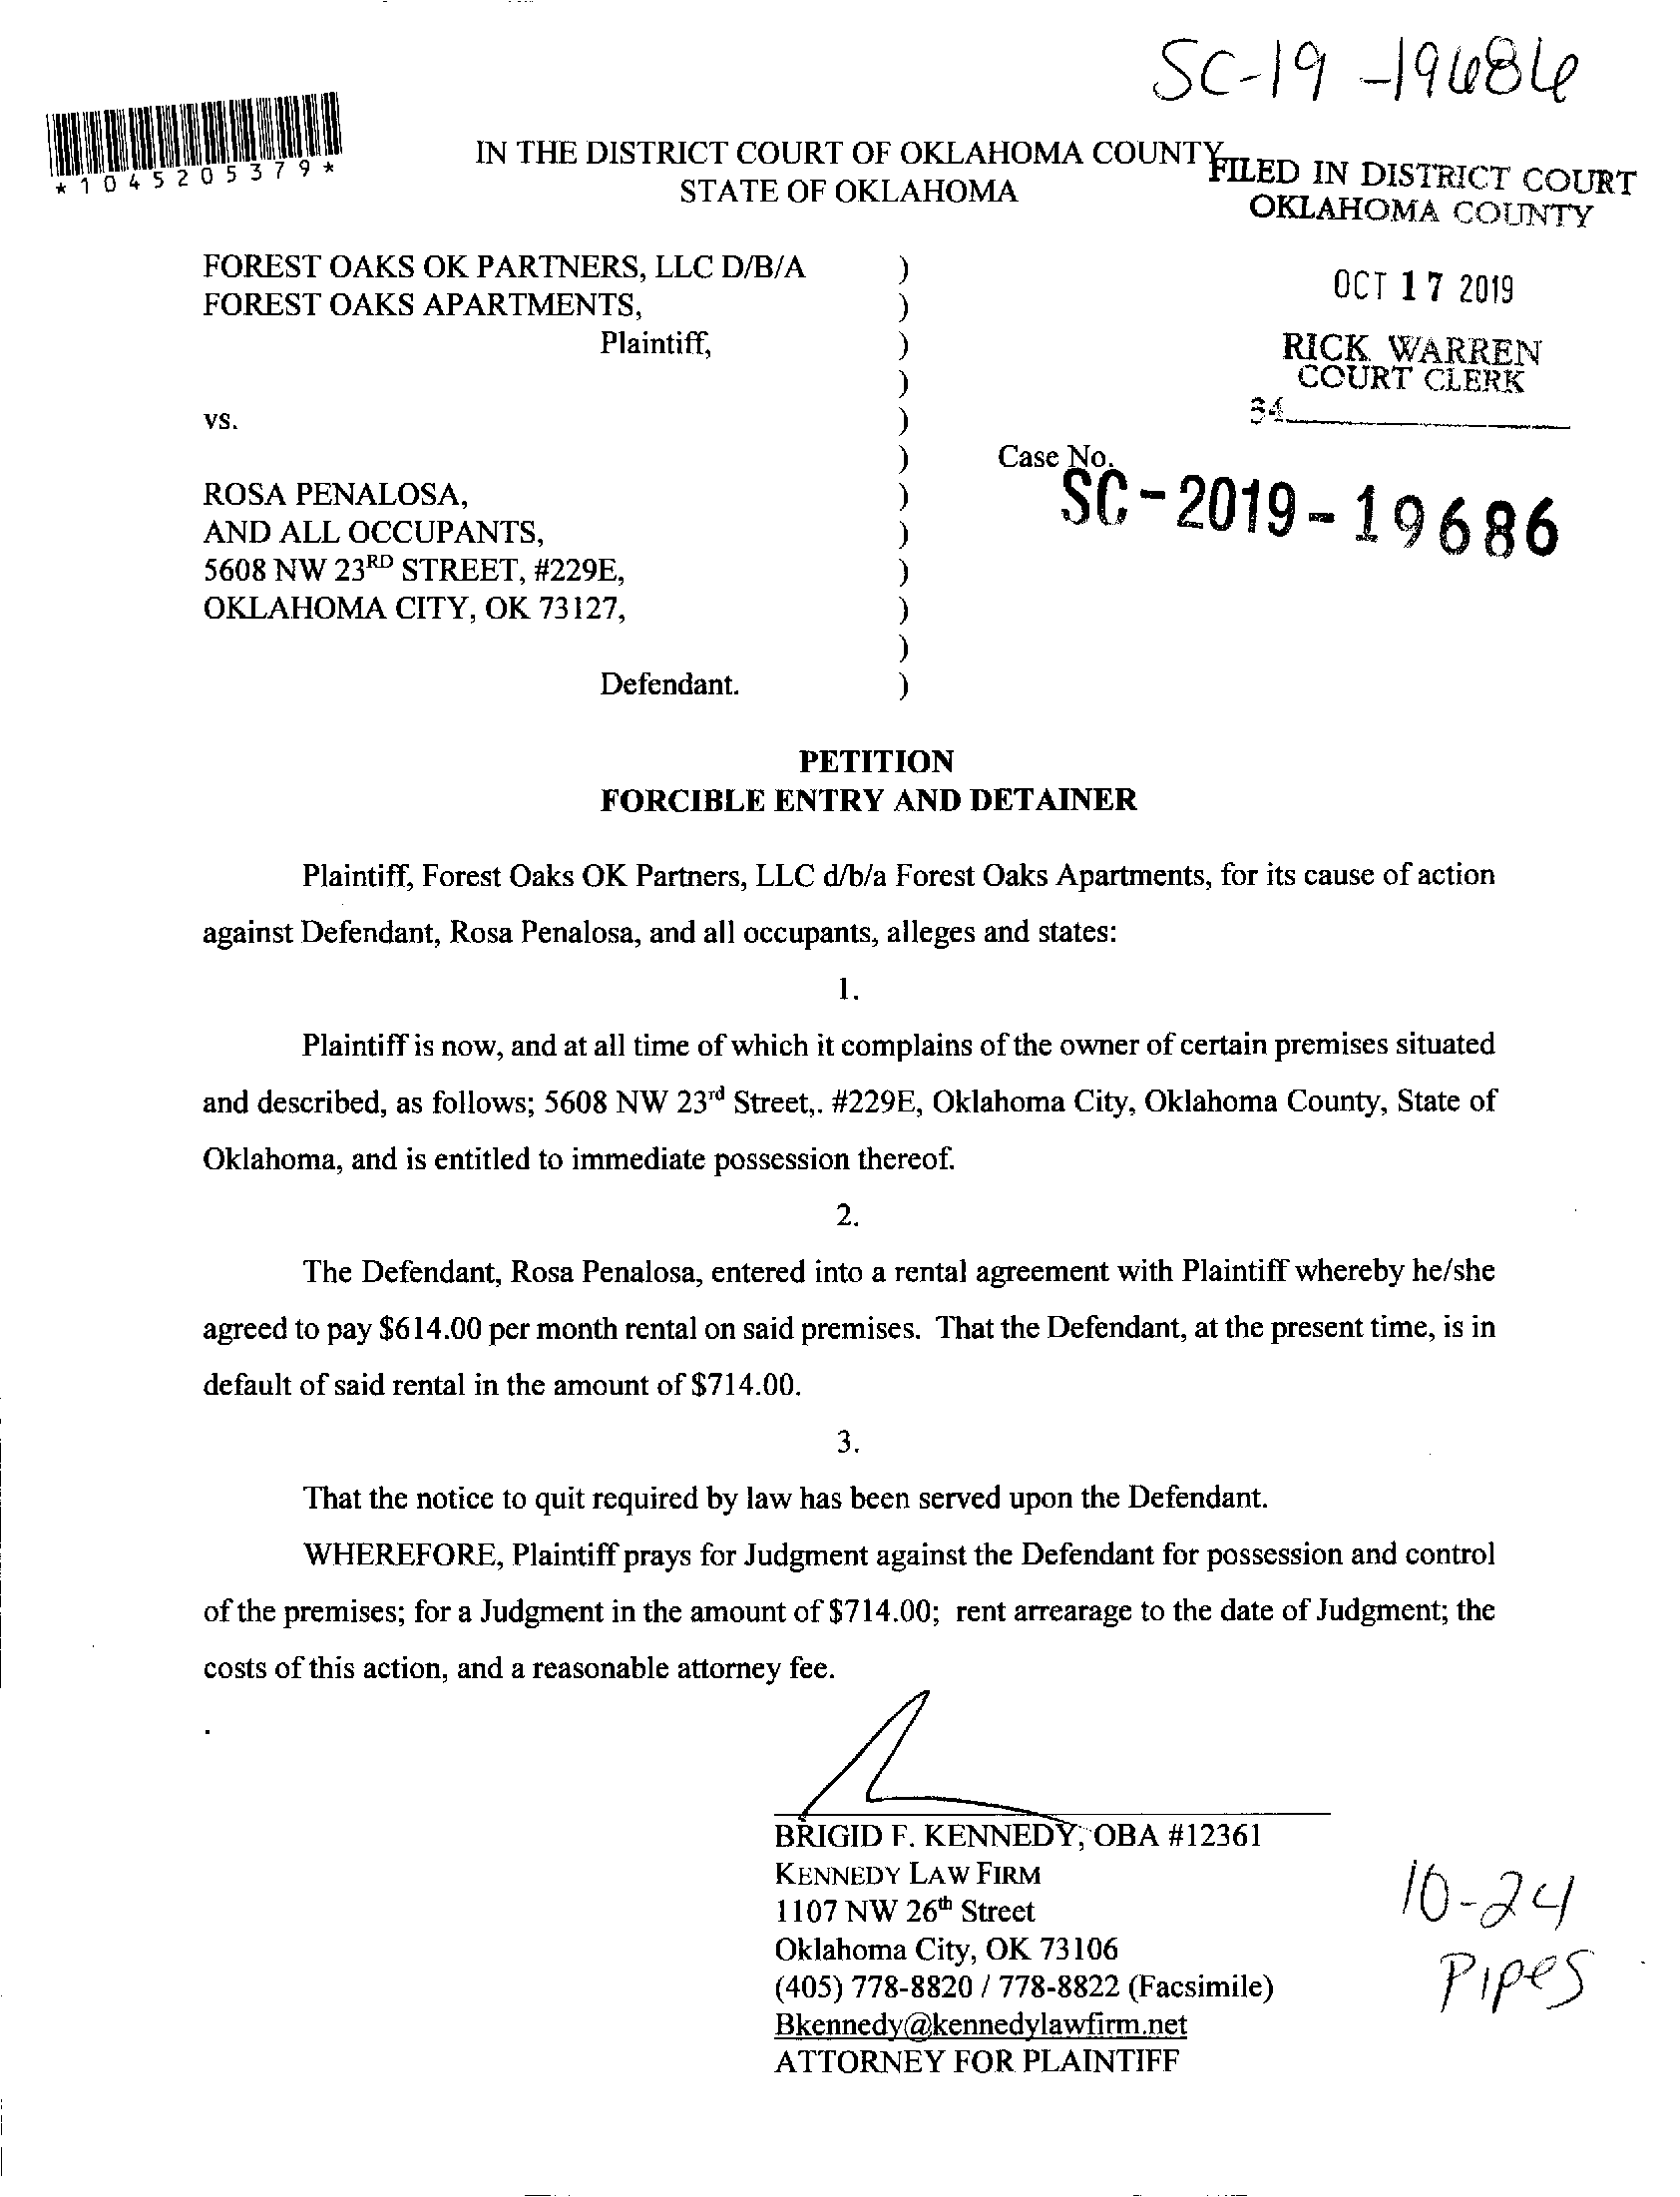 SC-19-19686
*1045205379*
IN THE DISTRICT COURT OF OKLAHOMA COUNTY
STATE OF OKLAHOMA
FILED IN DISTRICT COURT
OKLAHOMA COUNTY
FOREST OAKS OK PARTNERS, LLC D/B/A )
FOREST OAKS APARTMENTS, )
Plaintiff, )
)
vs. )
)
ROSA PENALOSA, )
AND ALL OCCUPANTS, )
5608 NW 23RD STREET, #229E, )
OKLAHOMA CITY, OK 73127, )
)
Defendant. )
OCT 17 2019
RICK WARREN
COURT CLERK
34
Case No.
SC-2019-19686
PETITION
FORCIBLE ENTRY AND DETAINER
Plaintiff, Forest Oaks OK Partners, LLC d/b/a Forest Oaks Apartments, for its cause of action
against Defendant, Rosa Penalosa, and all occupants, alleges and states:
1.
Plaintiff is now, and at all time of which it complains of the owner of certain premises situated
and described, as follows; 5608 NW 23rd Street,. #229E, Oklahoma City, Oklahoma County, State of
Oklahoma, and is entitled to immediate possession thereof.
2.
The Defendant, Rosa Penalosa, entered into a rental agreement with Plaintiff whereby he/she
agreed to pay $614.00 per month rental on said premises. That the Defendant, at the present time, is in
default of said rental in the amount of $714.00.
3.
That the notice to quit required by law has been served upon the Defendant.
WHEREFORE, Plaintiff prays for Judgment against the Defendant for possession and control
of the premises; for a Judgment in the amount of $714.00; rent arrearage to the date of Judgment; the
costs of this action, and a reasonable attorney fee.
.
BRIGID F. KENNEDY, OBA #12361
KENNEDY LAW FIRM
1107 NW 26th Street
Oklahoma City, OK 73106
(405) 778-8820 / 778-8822 (Facsimile)
Bkennedy@kennedylawfirm.net
ATTORNEY FOR PLAINTIFF
10-24
Pipes